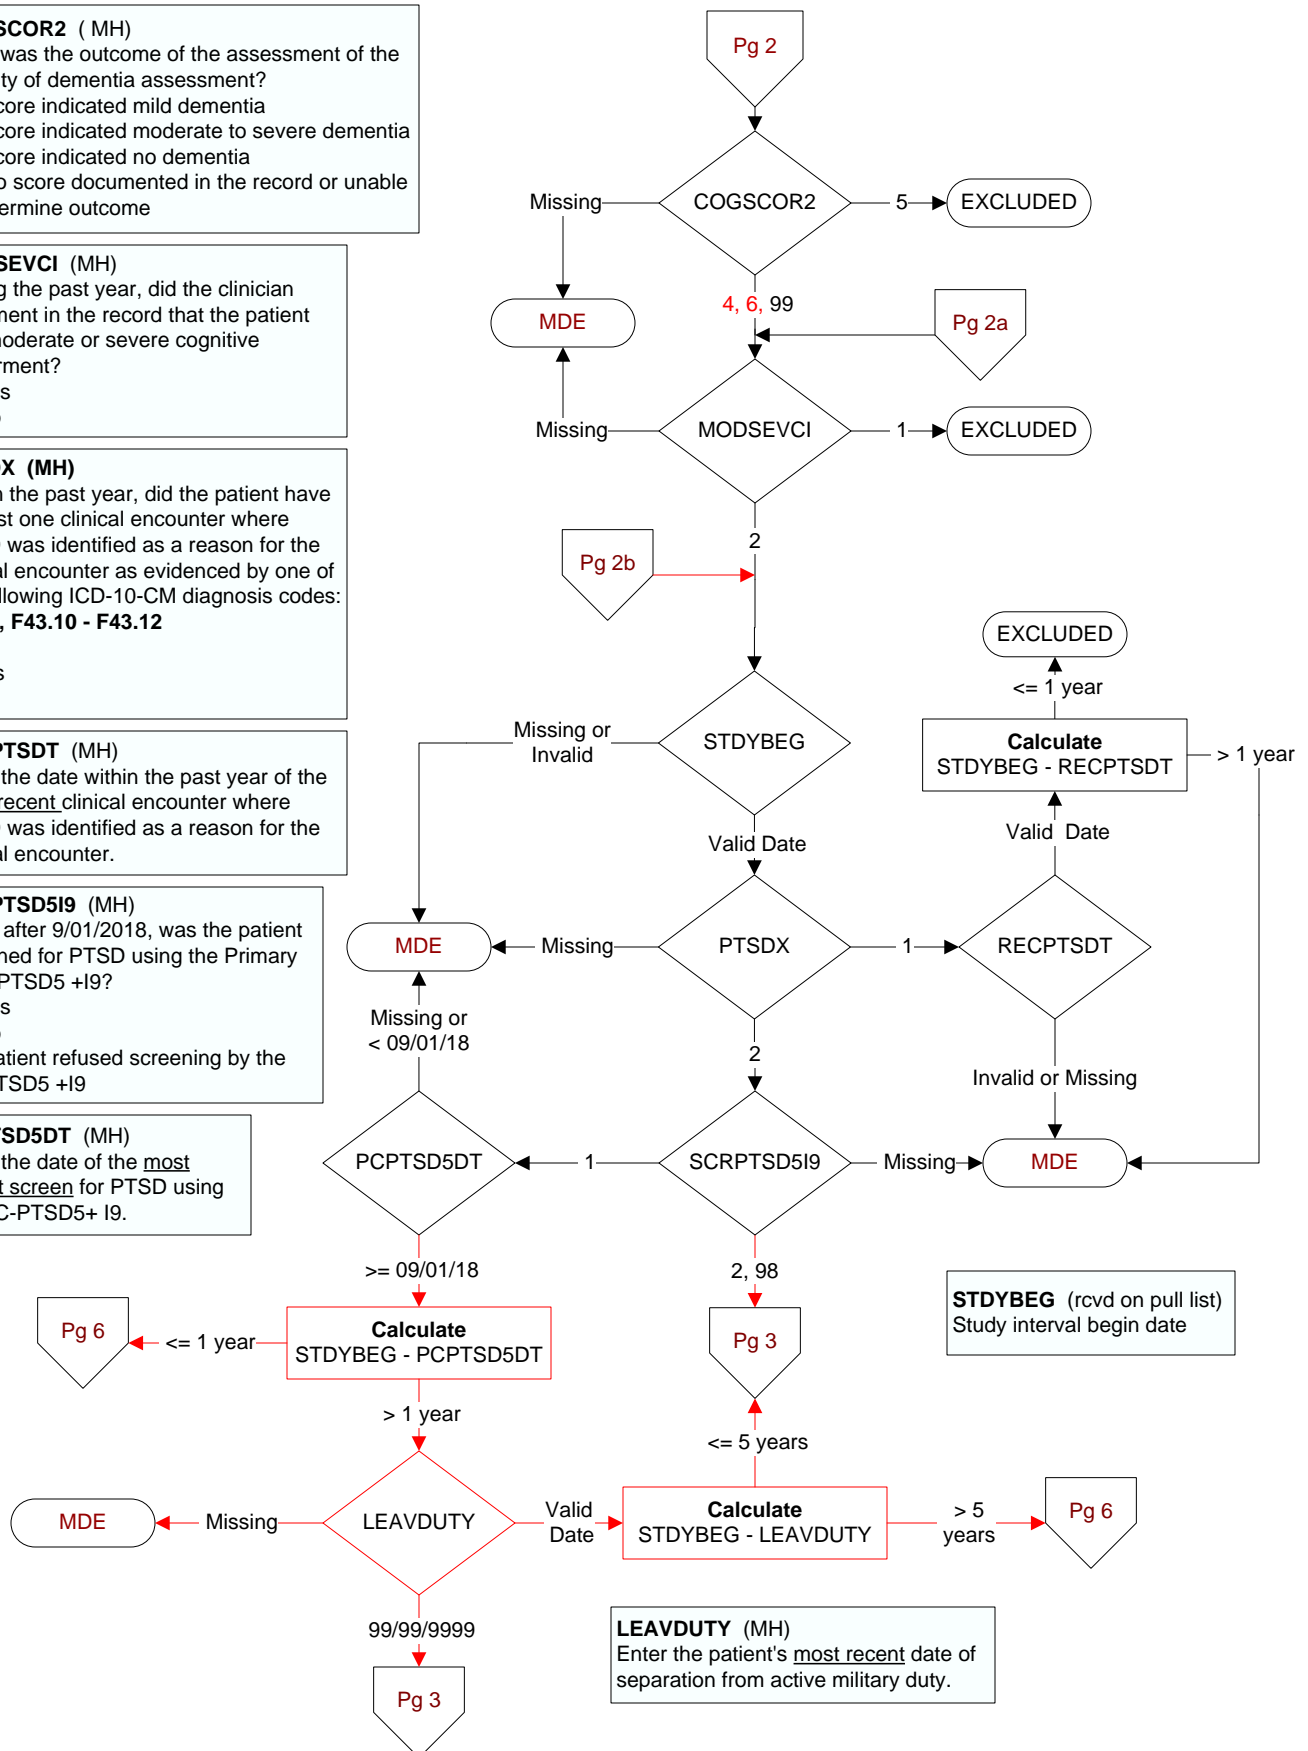 SCOR2 ( MH)
was the outcome of the assessment of the
ty of dementia assessment?
core indicated mild dementia
core indicated moderate to severe dementia
core indicated no dementia
o score documented in the record or unable
ermine outcome
SEVCI (MH)
g the past year, did the clinician
ment in the record that the patient
moderate or severe cognitive
rment?
s
o
X (MH)
n the past year, did the patient have
st one clinical encounter where
was identified as a reason for the
al encounter as evidenced by one of
llowing ICD-10-CM diagnosis codes:
, F43.10 - F43.12
s
PTSDT (MH)
the date within the past year of the
recent clinical encounter where
was identified as a reason for the
al encounter.
PTSD5I9 (MH)
after 9/01/2018, was the patient
ned for PTSD using the Primary
PTSD5 +I9?
s
o
atient refused screening by the
TSD5 +I9
SD5DT (MH)
the date of the most
t screen for PTSD using
C-PTSD5+ I9.
Pg 2
Missing
COGSCOR2
5
EXCLUDED
4, 6, 99
MDE
Pg 2a
Missing
MODSEVCI
1
EXCLUDED
2
Pg 2b
EXCLUDED
<= 1 year
Missing or
Invalid
STDYBEG
Calculate
STDYBEG - RECPTSDT
> 1 year
Valid Date
Valid Date
MDE
Missing
PTSDX
1
RECPTSDT
Missing or
< 09/01/18
2
Invalid or Missing
PCPTSD5DT
1
SCRPTSD5I9
Missing
MDE
>= 09/01/18
2, 98
STDYBEG (rcvd on pull list)
Study interval begin date
Pg 6
<= 1 year
Calculate
STDYBEG - PCPTSD5DT
Pg 3
> 1 year
<= 5 years
MDE
Missing
LEAVDUTY
Valid
Date
Calculate
STDYBEG - LEAVDUTY
> 5
years
Pg 6
99/99/9999
LEAVDUTY (MH)
Enter the patient's most recent date of
separation from active military duty.
Pg 3